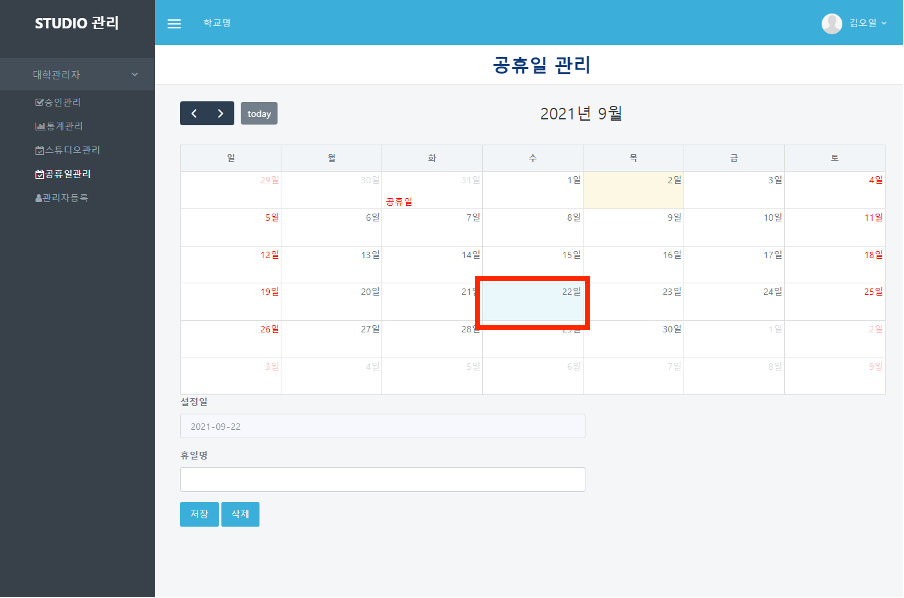 STUDIO 관리
학교명
김오일
대학관리자
승인관리
통계관리
스튜디오관리
공휴일관리
관리자등록
공휴일 관리
today
2021년 9월
일 월 화 수 목 금 토
29일 30일 31일 1일 2일 3일 4일
공휴일
5일 6일 7일 8일 9일 10일 11일
12일 13일 14일 15일 16일 17일 18일
19일 20일 21일 22일 23일 24일 25일
26일 27일 28일 29일 30일 1일 2일
3일 4일 5일 6일 7일 8일 9일
설정일
2021-09-22
휴일명
저장 삭제